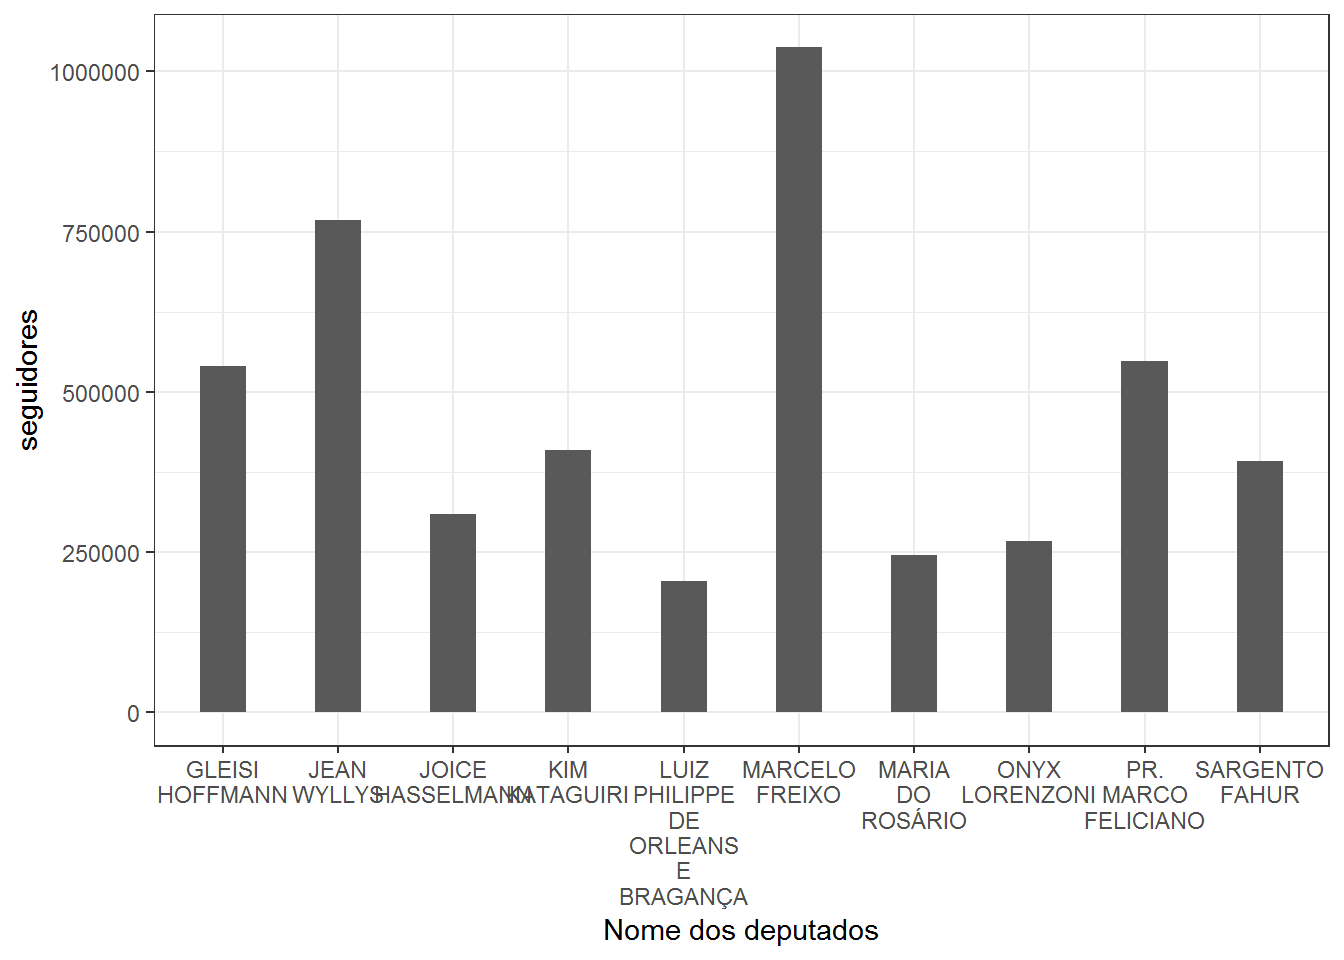 seguidores
1000000
750000
500000
250000
0
GLEISI
HOFFMANN
JEAN
WYLLYS
JOICE
HASSELMANN
KIM
KATAGUIRI
LUIZ
PHILIPPE
DE
ORLEANS
E
BRAGANÇA
MARCELO
FREIXO
MARIA
DO
ROSÁRIO
ONYX
LORENZONI
PR.
MARCO
FELICIANO
SARGENTO
FAHUR
Nome dos deputados